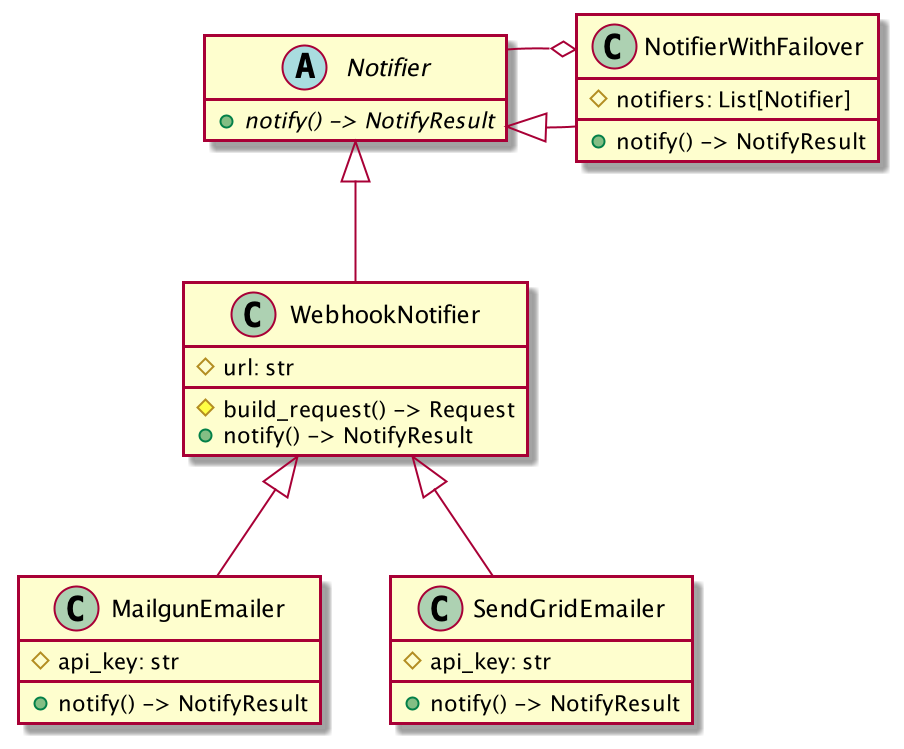 A Notifier
notify() -> NotifyResult
C NotifierWithFailover
notifiers: List[Notifier]
notify() -> NotifyResult
C WebhookNotifier
url: str
build_request() -> Request
notify() -> NotifyResult
C MailgunEmailer
api_key: str
notify() -> NotifyResult
C SendGridEmailer
api_key: str
notify() -> NotifyResult